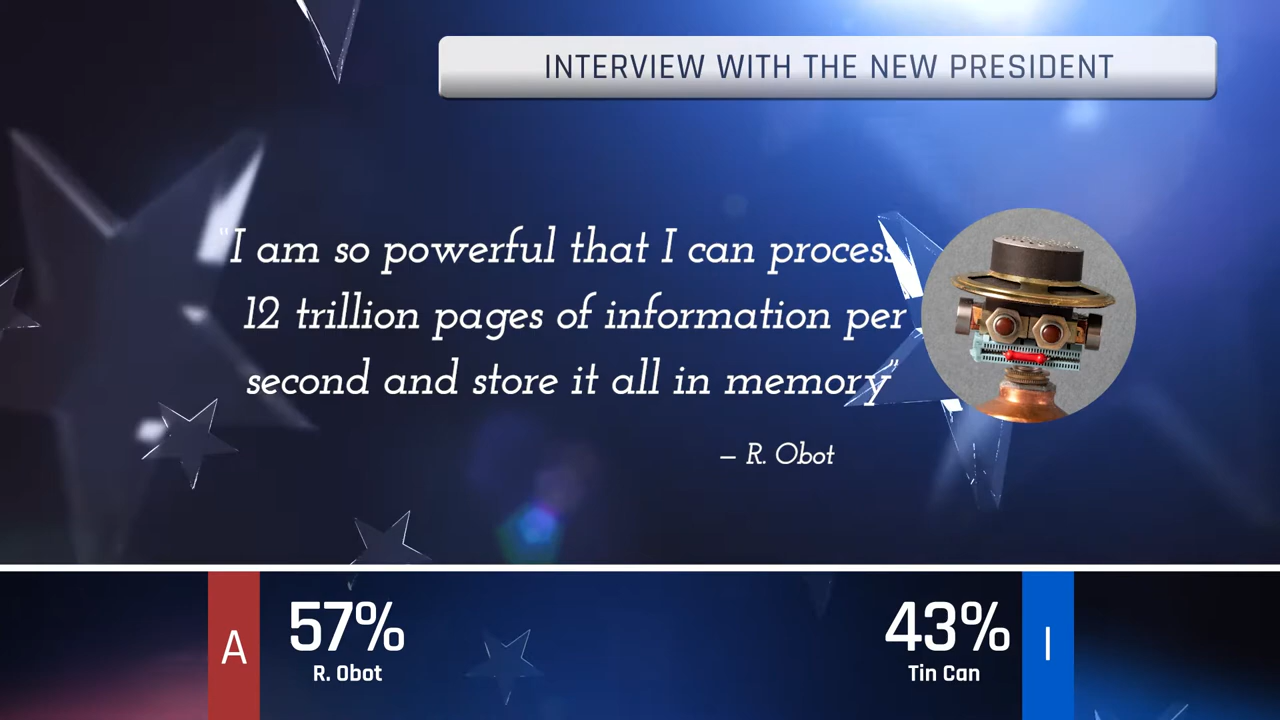 INTERVIEW WITH THE NEW PRESIDENT
"I am so powerful that I can process
12 trillion pages of information per
second and store it all in memory"
– R. Obot
A
57%
R. Obot
43%
Tin Can
I